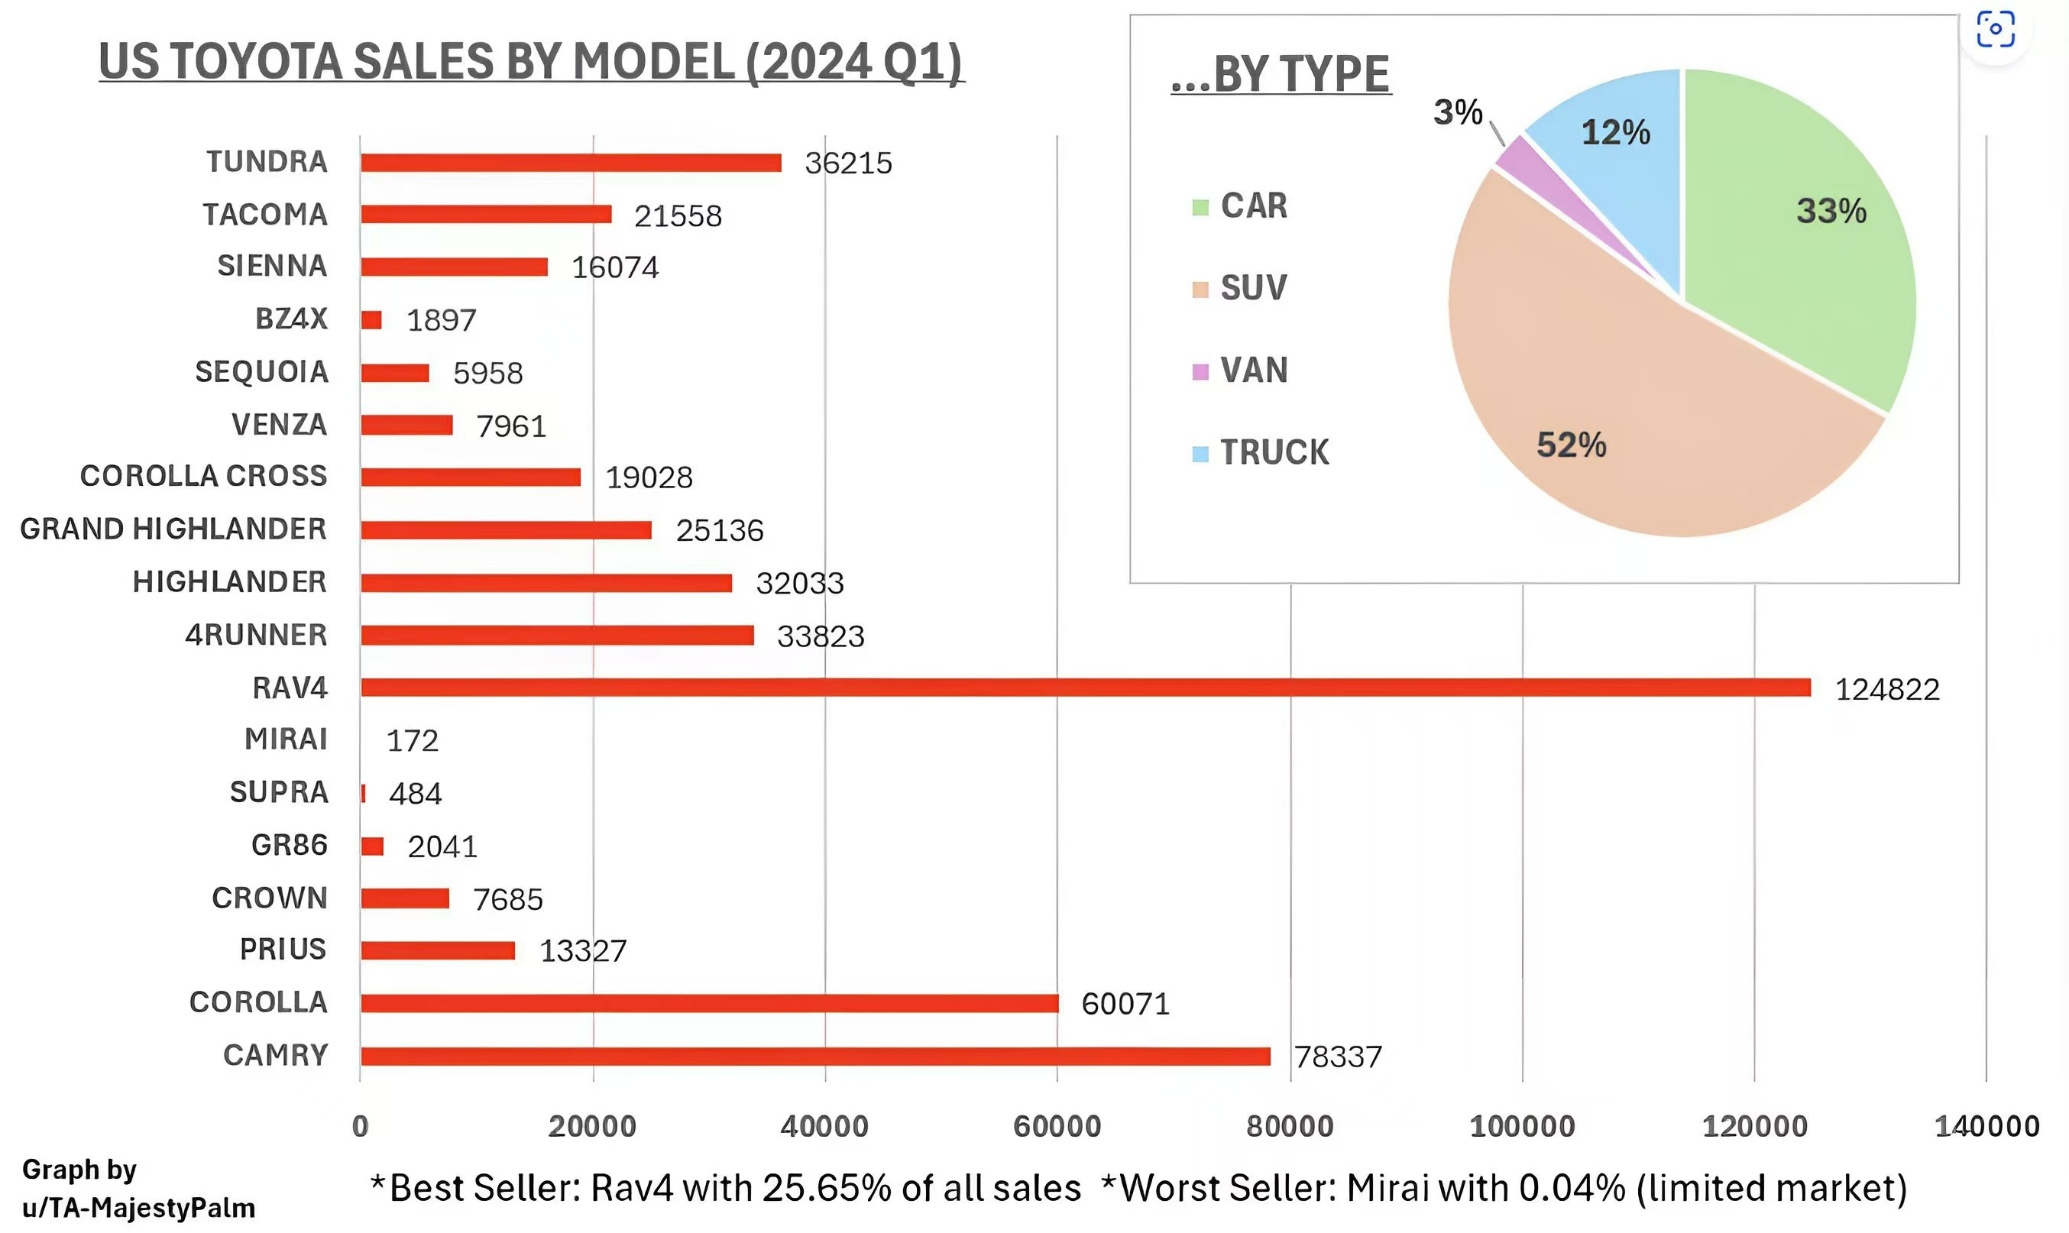 US TOYOTA SALES BY MODEL (2024 Q1)
TUNDRA 36215
TACOMA 21558
SIENNA 16074
BZ4X 1897
SEQUOIA 5958
VENZA 7961
COROLLA CROSS 19028
GRAND HIGHLANDER 25136
HIGHLANDER 32033
4RUNNER 33823
RAV4 124822
MIRAI 172
SUPRA 484
GR86 2041
CROWN 7685
PRIUS 13327
COROLLA 60071
CAMRY 78337
0 20000 40000 60000 80000 100000 120000 140000
...BY TYPE
CAR
SUV
VAN
TRUCK
3%
12%
33%
52%
Graph by
u/TA-MajestyPalm
*Best Seller: Rav4 with 25.65% of all sales *Worst Seller: Mirai with 0.04% (limited market)